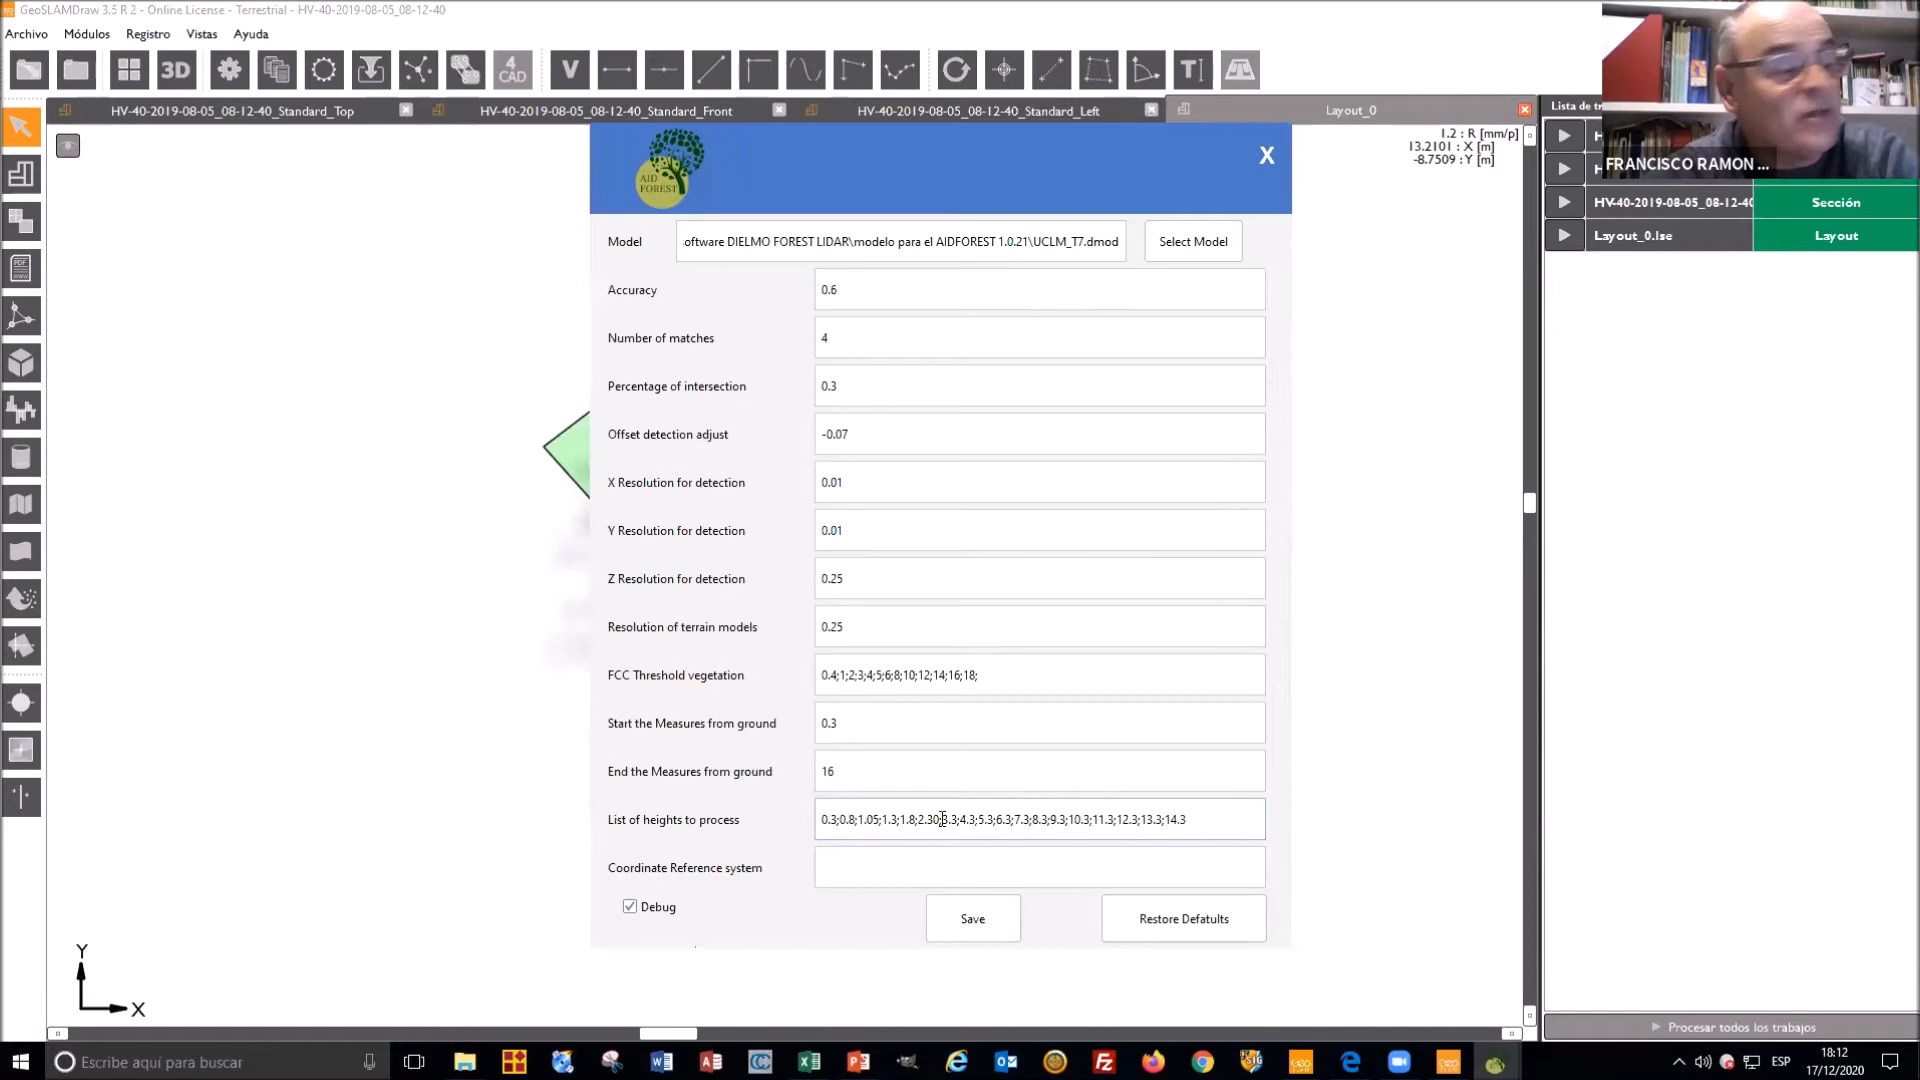 GeoSLAMDraw 3.5 R 2 - Online License - Terrestrial - HV-40-2019-08-05_08-12-40
Archivo Módulos Registro Vistas Ayuda
3D 4 CAD V T
HV-40-2019-08-05_08-12-40_Standard_Top HV-40-2019-08-05_08-12-40_Standard_Front HV-40-2019-08-05_08-12-40_Standard_Left Layout_0
1.2 : R [mm/p]
13.2101 : X [m]
-8.7509 :Y [m]
FRANCISCO RAMON ...
HV-40-2019-08-05_08-12-40 Sección
Layout_0.lse Layout
AID FOREST
X
Model :oftware DIELMO FOREST LIDAR\modelo para el AIDFOREST 1.0.21\UCLM_T7.dmod Select Model
Accuracy 0.6
Number of matches 4
Percentage of intersection 0.3
Offset detection adjust -0.07
X Resolution for detection 0.01
Y Resolution for detection 0.01
Z Resolution for detection 0.25
Resolution of terrain models 0.25
FCC Threshold vegetation 0.4;1;2;3;4;5;6;8;10;12;14;16;18;
Start the Measures from ground 0.3
End the Measures from ground 16
List of heights to process 0.3;0.8;1.05;1.3;1.8;2.30;3.3;4.3;5.3;6.3;7.3;8.3;9.3;10.3;11.3;12.3;13.3;14.3
Coordinate Reference system
Debug Save Restore Defatults
Y
X
Procesar todos los trabajos
Escribe aquí para buscar
ESP
18:12
17/12/2020